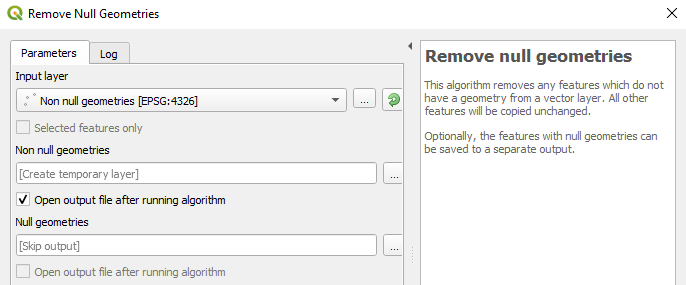 Remove Null Geometries
Parameters
Log
Input layer
Non null geometries [EPSG:4326]
...
Selected features only
Non null geometries
[Create temporary layer]
...
Open output file after running algorithm
Null geometries
[Skip output]
...
Open output file after running algorithm
Remove null geometries
This algorithm removes any features which do not
have a geometry from a vector layer. All other
features will be copied unchanged.
Optionally, the features with null geometries can
be saved to a separate output.